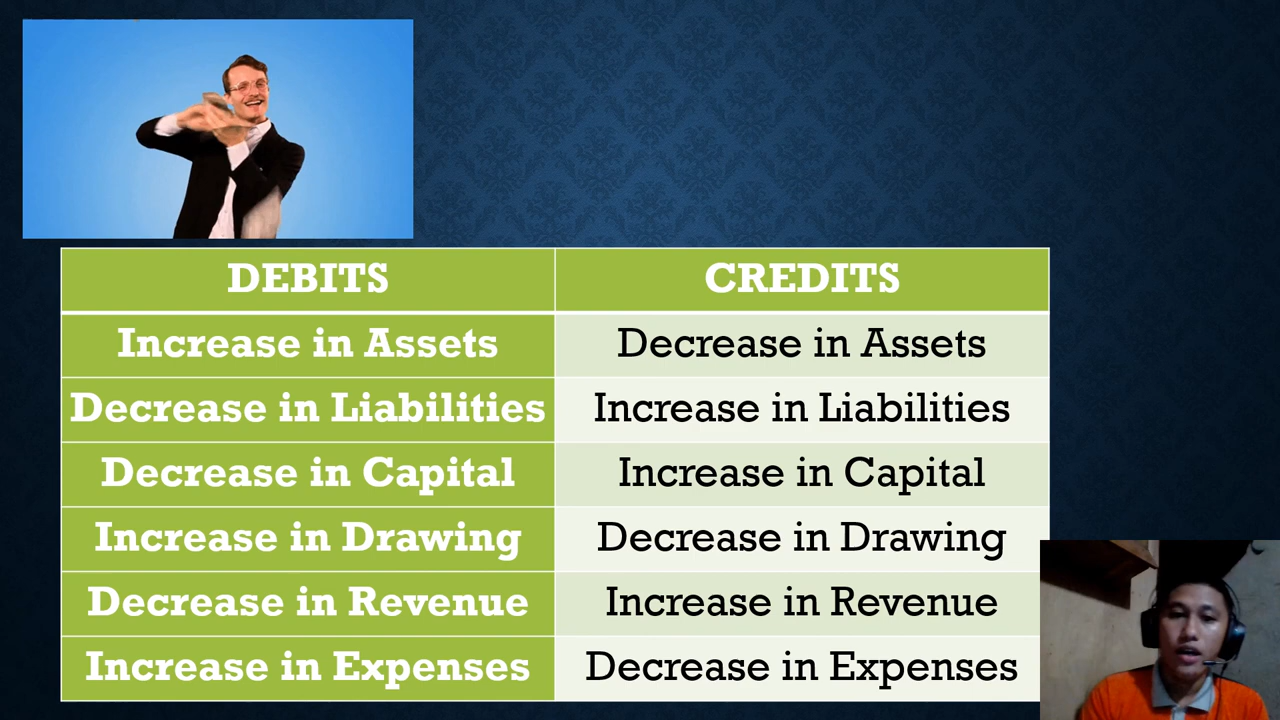 DEBITS CREDITS
Increase in Assets Decrease in Assets
Decrease in Liabilities Increase in Liabilities
Decrease in Capital Increase in Capital
Increase in Drawing Decrease in Drawing
Decrease in Revenue Increase in Revenue
Increase in Expenses Decrease in Expenses